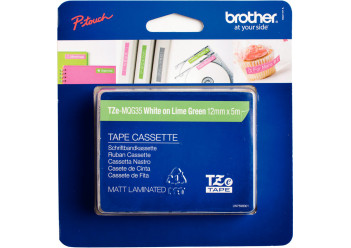 P-touch
brother
at your side
TZe-MQG35 White on Lime Green 12mm x 5m
TAPE CASSETTE
Schriftbandkassette
Ruban Cassette
Cassetta Nastro
Casete de Cinta
Cassete de Fita
MATT LAMINATED
TZe
TAPE